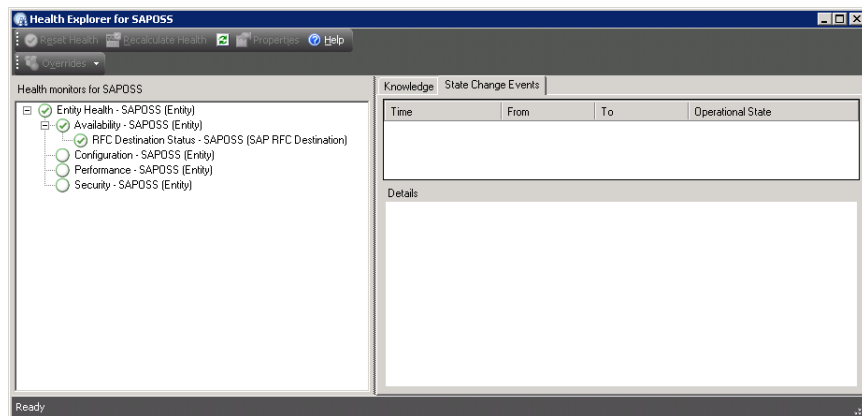 Health Explorer for SAPOSS
Reset Health Recalculate Health Properties Help
Overrides
Health monitors for SAPOSS
Entity Health - SAPOSS (Entity)
Availability - SAPOSS (Entity)
RFC Destination Status - SAPOSS (SAP RFC Destination)
Configuration - SAPOSS (Entity)
Performance - SAPOSS (Entity)
Security - SAPOSS (Entity)
Knowledge State Change Events
Time From To Operational State
Details
Ready